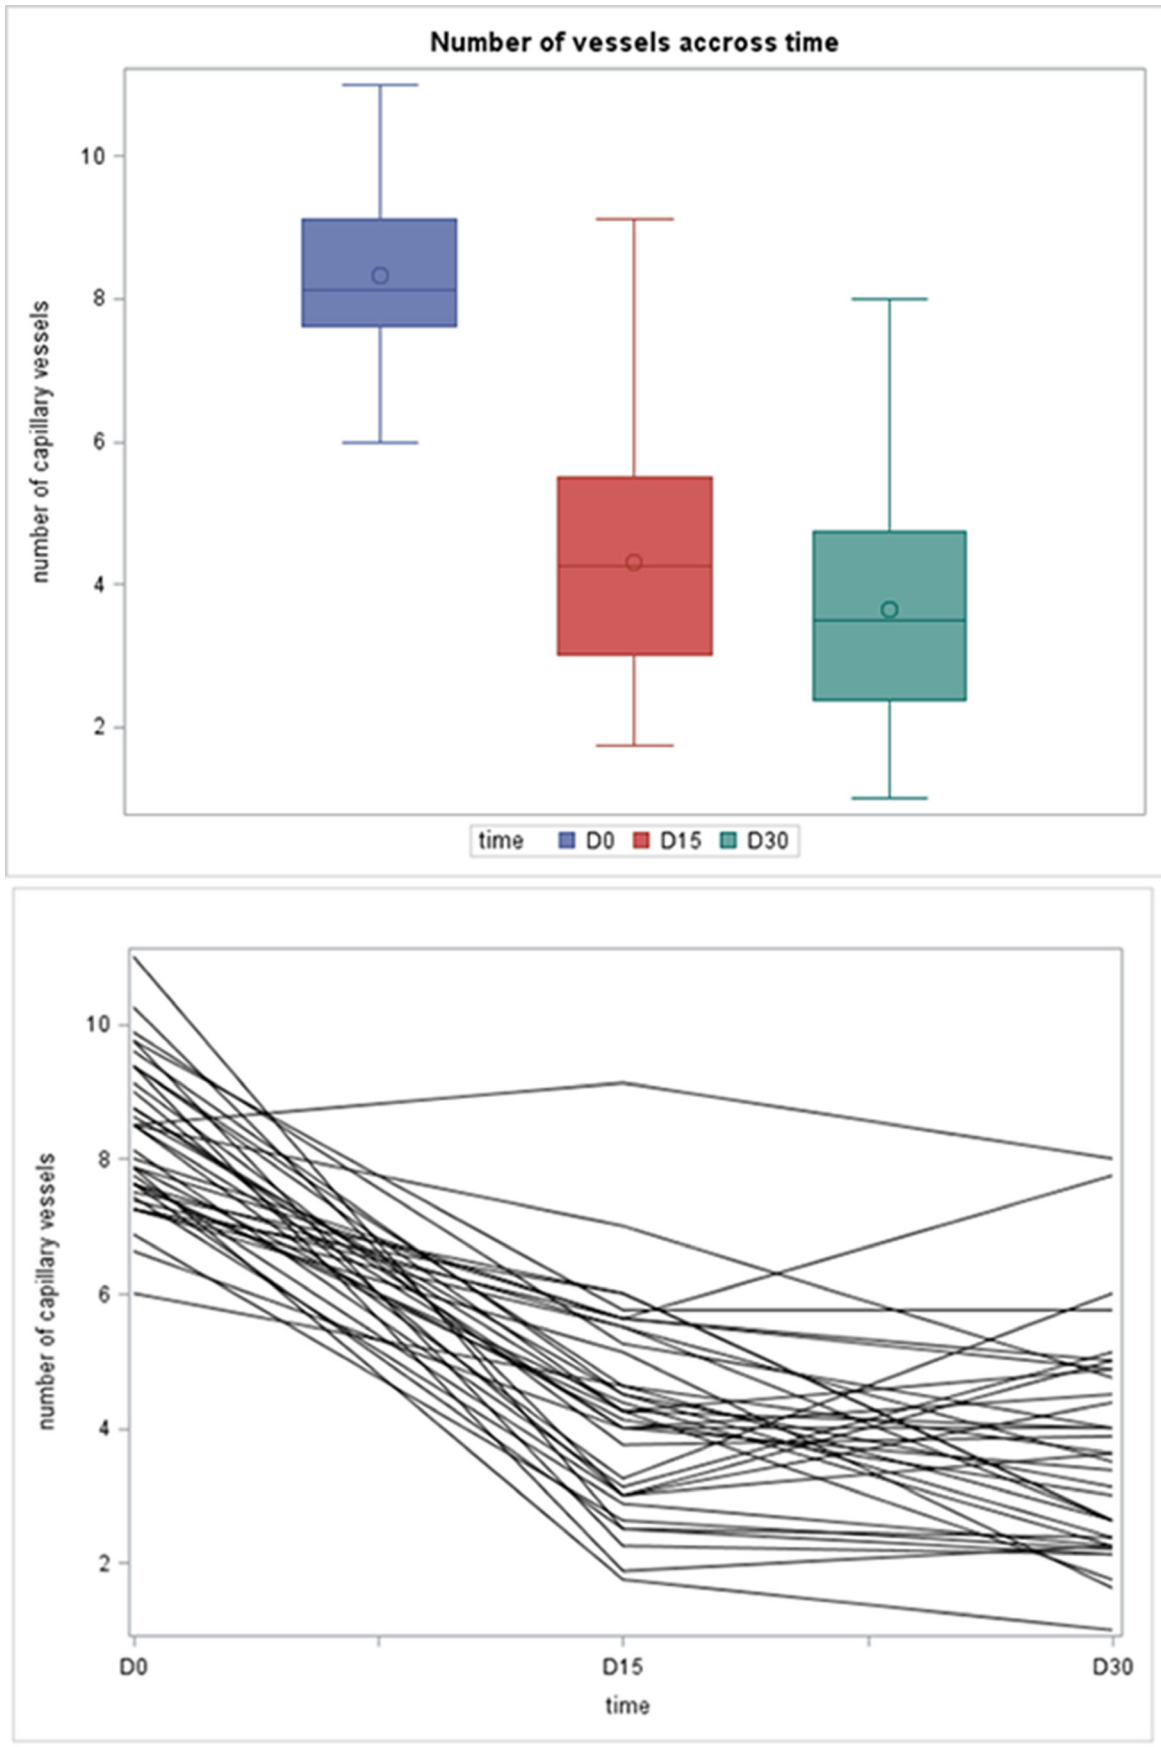 Number of vessels accross time
number of capillary vessels
10
8
6
4
2
time D0 D15 D30
number of capillary vessels
10
8
6
4
2
D0 D15 D30
time